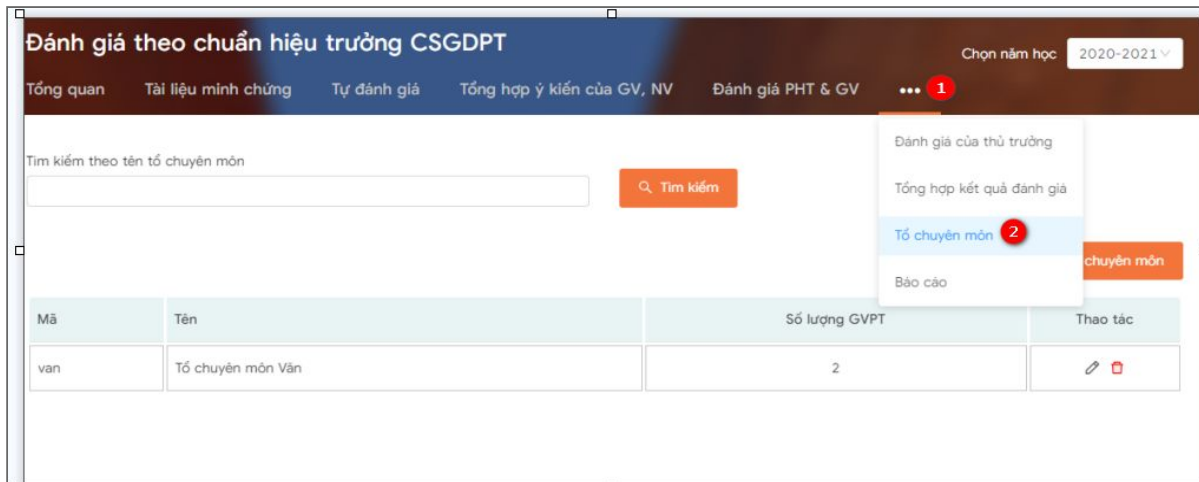 Đánh giá theo chuẩn hiệu trưởng CSGDPT
Chọn năm học 2020-2021
Tổng quan Tài liệu minh chứng Tự đánh giá Tổng hợp ý kiến của GV, NV Đánh giá PHT & GV ••• 1
Đánh giá của thủ trưởng
Tìm kiếm theo tên tổ chuyên môn
Tìm kiếm
Tổng hợp kết quả đánh giá
Tổ chuyên môn 2
chuyên môn
Báo cáo
Mã Tên Số lượng GVPT Thao tác
van Tổ chuyên môn Văn 2